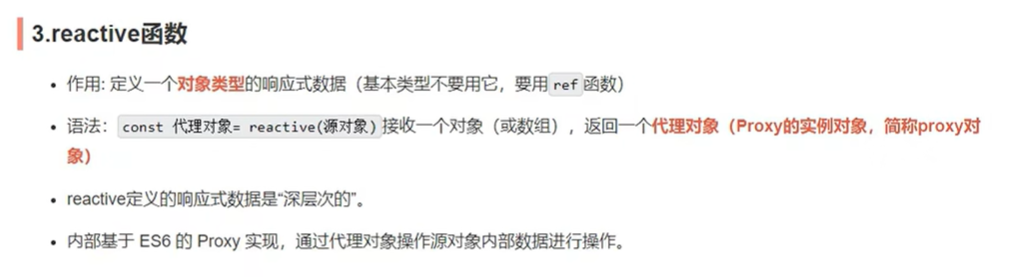 3.reactive函数
作用: 定义一个对象类型的响应式数据（基本类型不要用它，要用ref函数）
语法：const 代理对象= reactive(源对象)接收一个对象（或数组），返回一个代理对象（Proxy的实例对象，简称proxy对
象）
reactive定义的响应式数据是“深层次的”。
内部基于 ES6 的 Proxy 实现，通过代理对象操作源对象内部数据进行操作。